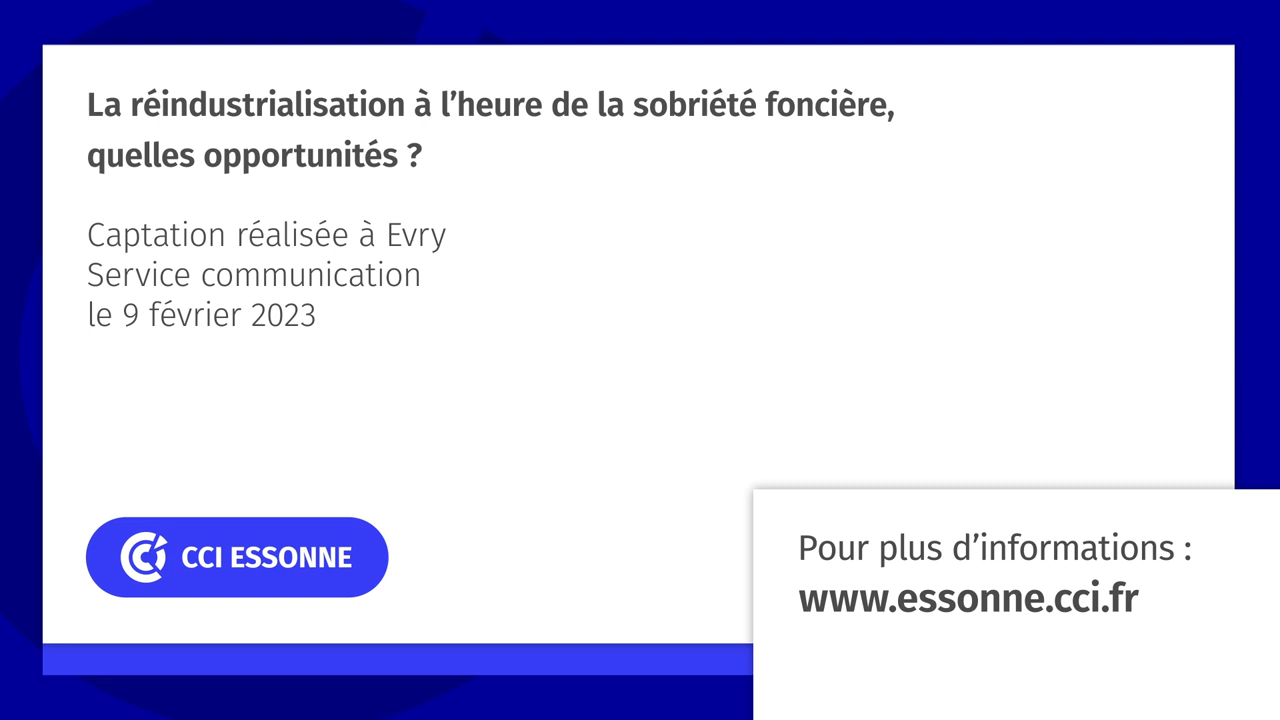 La réindustrialisation à l’heure de la sobriété foncière,
quelles opportunités ?
Captation réalisée à Evry
Service communication
le 9 février 2023
CCI ESSONNE
Pour plus d’informations :
www.essonne.cci.fr